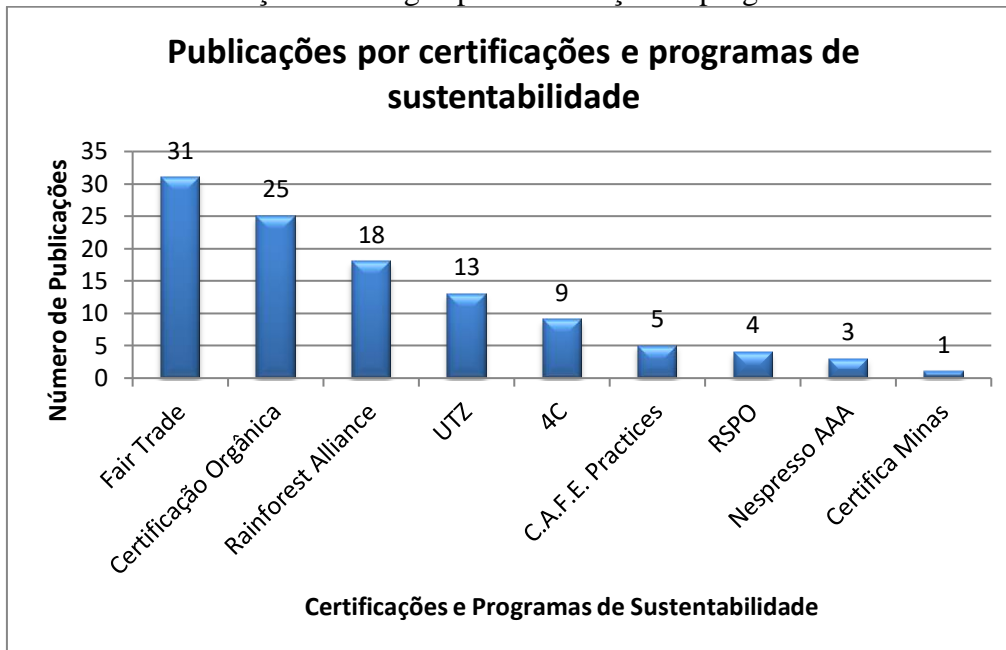 Publicações por certificações e programas de
sustentabilidade
Número de Publicações
35
30
25
20
15
10
5
0
31
25
18
13
9
5
4
3
1
Fair Trade
Certificação Orgânica
Rainforest Alliance
UTZ
4C
C.A.F.E. Practices
RSPO
Nespresso AAA
Certifica Minas
Certificações e Programas de Sustentabilidade